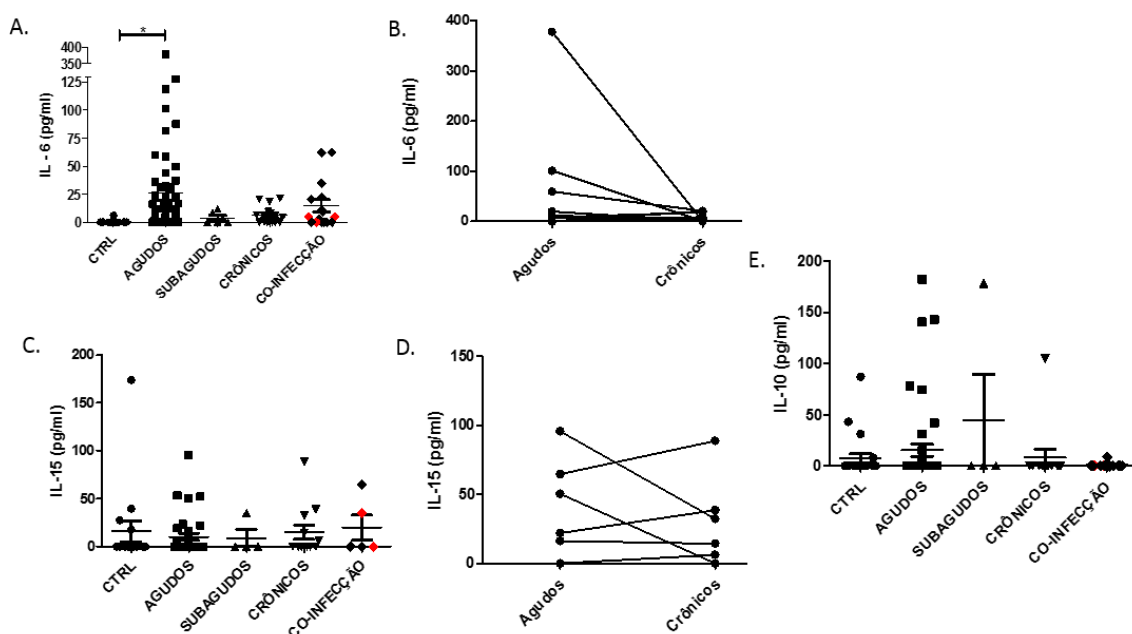 A.
*
IL - 6 (pg/ml)
400
300
125
100
75
50
25
0
CTRL
AGUDOS
SUBAGUDOS
CRÔNICOS
CO-INFECÇÃO
B.
IL-6 (pg/ml)
400
300
200
100
0
Agudos
Crônicos
C.
IL-15 (pg/ml)
200
150
100
50
0
CTRL
AGUDOS
SUBAGUDOS
CRÔNICOS
CO-INFECÇÃO
D.
IL-15 (pg/ml)
150
100
50
0
Agudos
Crônicos
E.
IL-10 (pg/ml)
200
150
100
50
0
CTRL
AGUDOS
SUBAGUDOS
CRÔNICOS
CO-INFECÇÃO